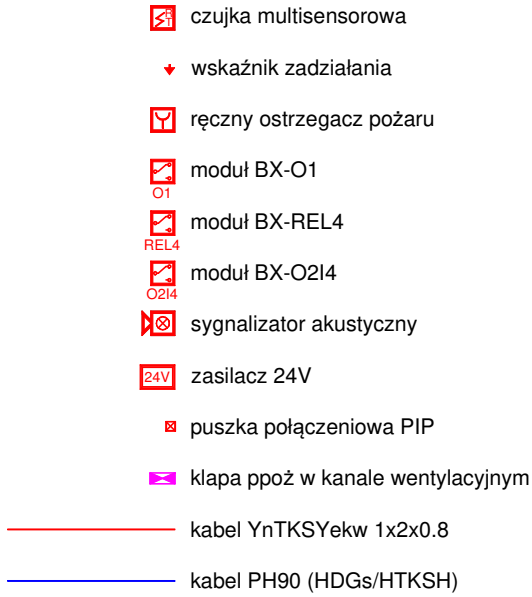 czujka multisensorowa
wskaźnik zadziałania
ręczny ostrzegacz pożaru
moduł BX-O1
O1
moduł BX-REL4
REL4
moduł BX-O2I4
O2I4
sygnalizator akustyczny
24V zasilacz 24V
puszka połączeniowa PIP
klapa ppoż w kanale wentylacyjnym
kabel YnTKSYekw 1x2x0.8
kabel PH90 (HDGs/HTKSH)